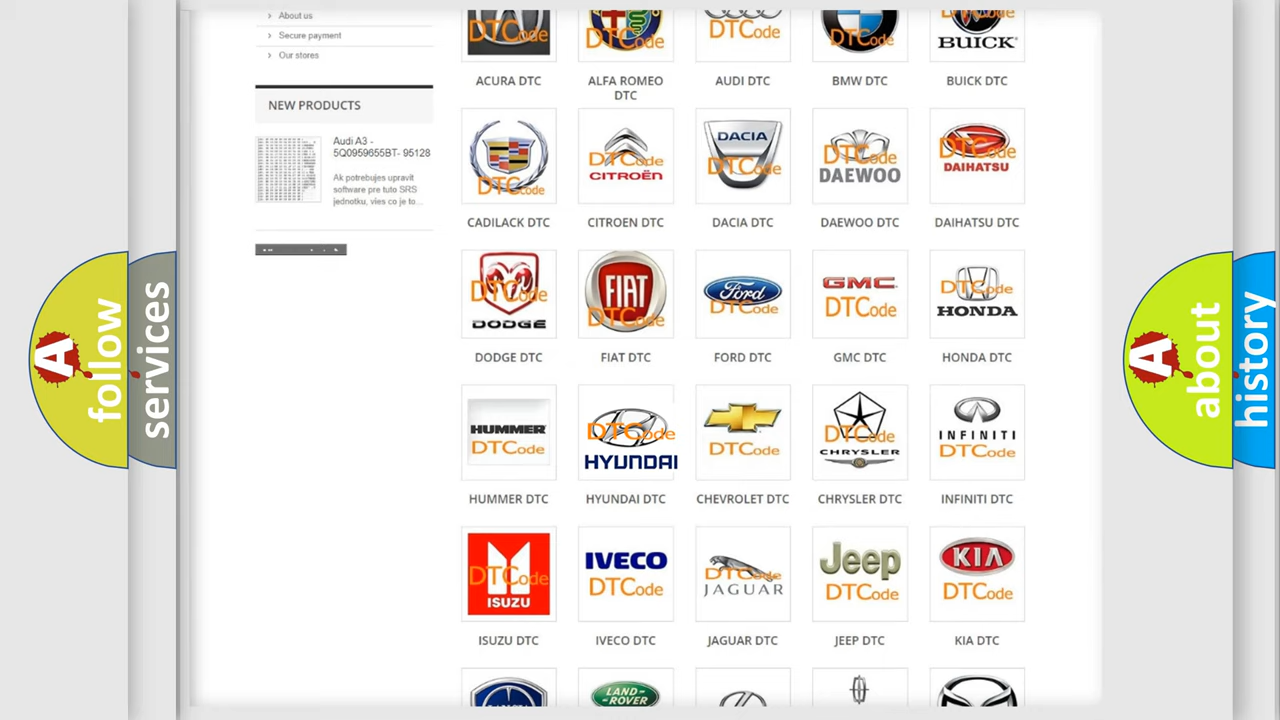 About us
Secure payment
Our stores
NEW PRODUCTS
Audi A3 -
5Q0959655BT- 95128
Ak potrebujes upravit
software pre tuto SRS
jednotku, vies co je to...
DTCode DTCode DTCode DTCode BUICK
ACURA DTC ALFA ROMEO DTC AUDI DTC BMW DTC BUICK DTC
DTCode
DTCode CITROËN
DACIA DTCode
DTCode DAEWOO
DTCode DAIHATSU
CADILACK DTC CITROEN DTC DACIA DTC DAEWOO DTC DAIHATSU DTC
DTCode DODGE
FIAT DTCode
Ford DTCode
GMC DTCode
DTCode HONDA
DODGE DTC FIAT DTC FORD DTC GMC DTC HONDA DTC
HUMMER DTCode
DTCode HYUNDAI
DTCode
DTCode CHRYSLER
INFINITI DTCode
HUMMER DTC HYUNDAI DTC CHEVROLET DTC CHRYSLER DTC INFINITI DTC
DTCode ISUZU
IVECO DTCode
DTCode JAGUAR
Jeep DTCode
KIA DTCode
ISUZU DTC IVECO DTC JAGUAR DTC JEEP DTC KIA DTC
LAND-
ROVER
A follow
services
A about
history